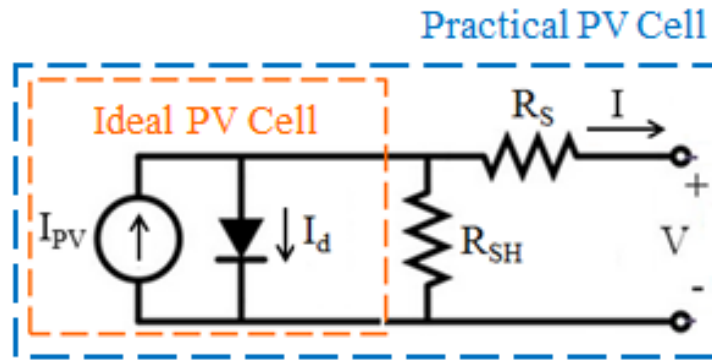 Practical PV Cell
Ideal PV Cell
R_S
I
I_PV
I_d
R_SH
+
V
-